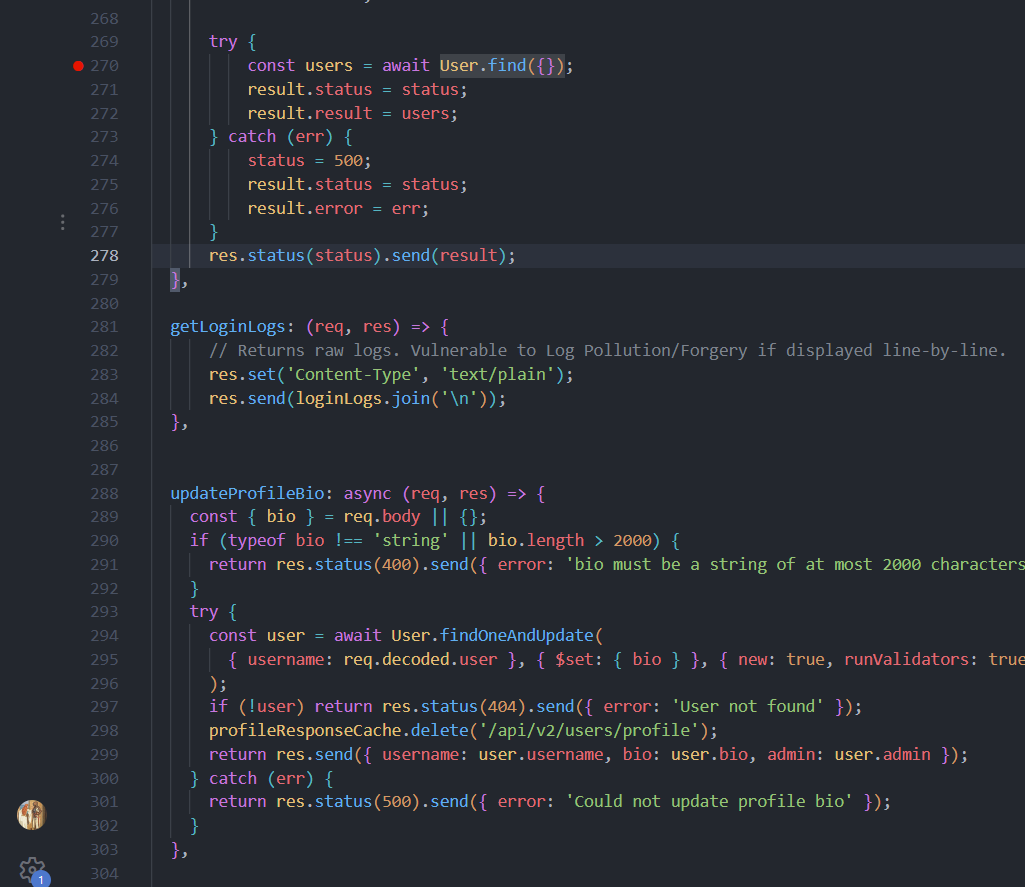 268
269 try {
270 const users = await User.find({});
271 result.status = status;
272 result.result = users;
273 } catch (err) {
274 status = 500;
275 result.status = status;
276 result.error = err;
277 }
278 res.status(status).send(result);
279 },
280
281 getLoginLogs: (req, res) => {
282 // Returns raw logs. Vulnerable to Log Pollution/Forgery if displayed line-by-line.
283 res.set('Content-Type', 'text/plain');
284 res.send(loginLogs.join('\n'));
285 },
286
287
288 updateProfileBio: async (req, res) => {
289 const { bio } = req.body || {};
290 if (typeof bio !== 'string' || bio.length > 2000) {
291 return res.status(400).send({ error: 'bio must be a string of at most 2000 characters
292 }
293 try {
294 const user = await User.findOneAndUpdate(
295 { username: req.decoded.user }, { $set: { bio } }, { new: true, runValidators: true
296 );
297 if (!user) return res.status(404).send({ error: 'User not found' });
298 profileResponseCache.delete('/api/v2/users/profile');
299 return res.send({ username: user.username, bio: user.bio, admin: user.admin });
300 } catch (err) {
301 return res.status(500).send({ error: 'Could not update profile bio' });
302 }
303 },
304
1